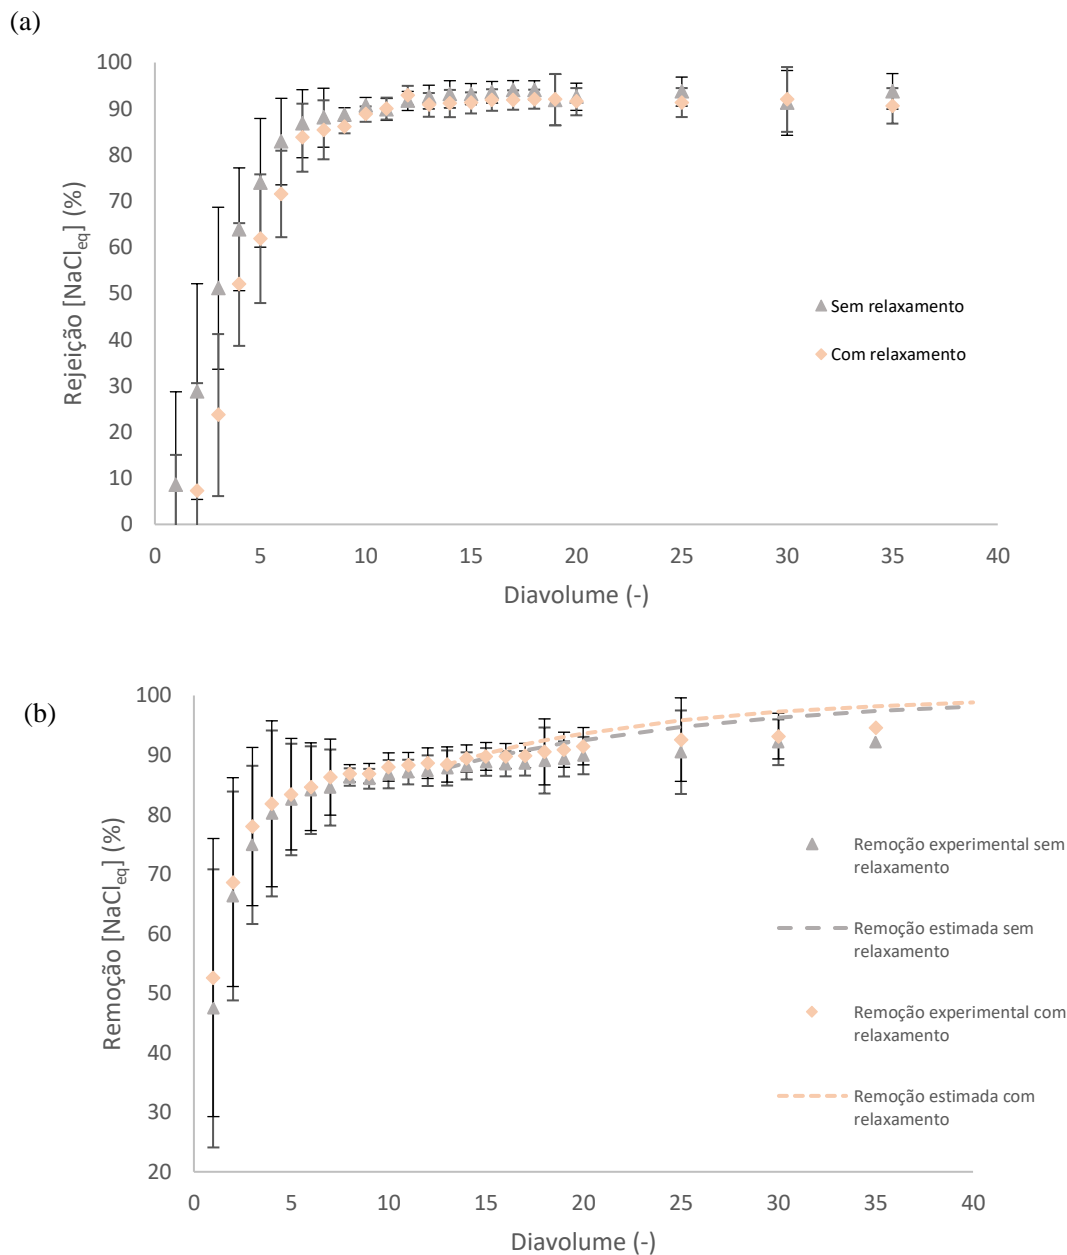 (a)
100
90
80
70
60
50
40
30
20
10
0
Rejeição [NaCleq] (%)
Sem relaxamento
Com relaxamento
0 5 10 15 20 25 30 35 40
Diavolume (-)
(b)
100
90
80
70
60
50
40
30
20
Remoção [NaCleq] (%)
Remoção experimental sem
relaxamento
Remoção estimada sem
relaxamento
Remoção experimental com
relaxamento
Remoção estimada com
relaxamento
0 5 10 15 20 25 30 35 40
Diavolume (-)